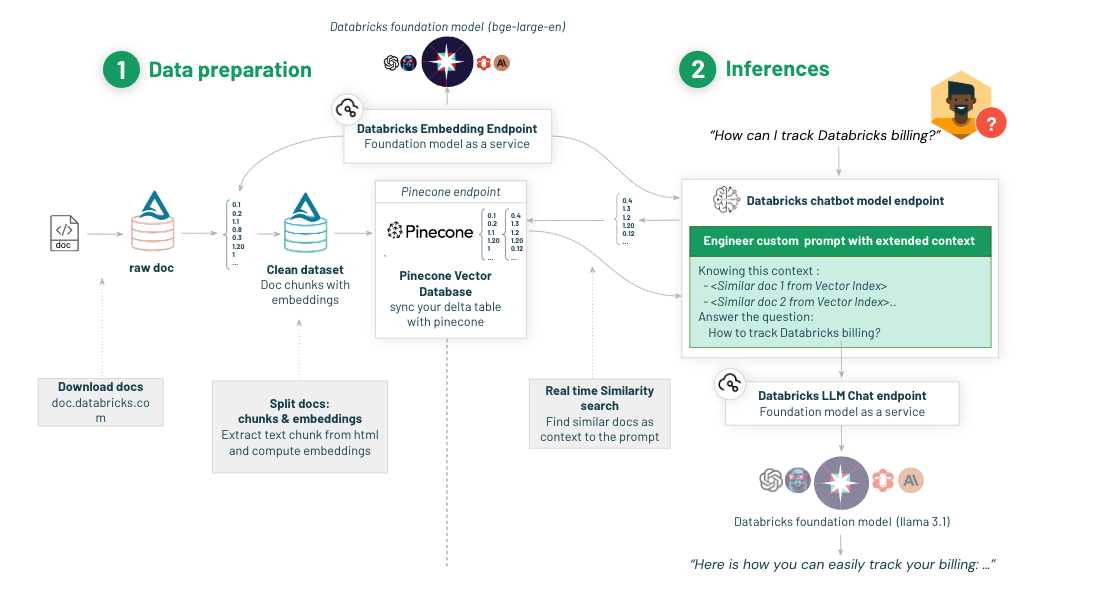 Databricks foundation model (bge-large-en)
1 Data preparation
Databricks Embedding Endpoint
Foundation model as a service
doc
raw doc
0.1
0.2
1.1
0.8
0.3
1.20
1
...
Clean dataset
Doc chunks with
embeddings
Pinecone endpoint
Pinecone
0.1
0.2
1.1
1.20
1
...
0.4
1.3
1.2
1.20
0.12
...
Pinecone Vector
Database
sync your delta table
with pinecone
Download docs
doc.databricks.co
m
Split docs:
chunks & embeddings
Extract text chunk from html
and compute embeddings
Real time Similarity
search
Find similar docs as
context to the prompt
0.4
1.3
1.2
1.20
0.12
...
2 Inferences
?
“How can I track Databricks billing?”
Databricks chatbot model endpoint
Engineer custom prompt with extended context
Knowing this context :
- <Similar doc 1 from Vector Index>
- <Similar doc 2 from Vector Index>..
Answer the question:
How to track Databricks billing?
Databricks LLM Chat endpoint
Foundation model as a service
AI
Databricks foundation model (llama 3.1)
“Here is how you can easily track your billing: ...”